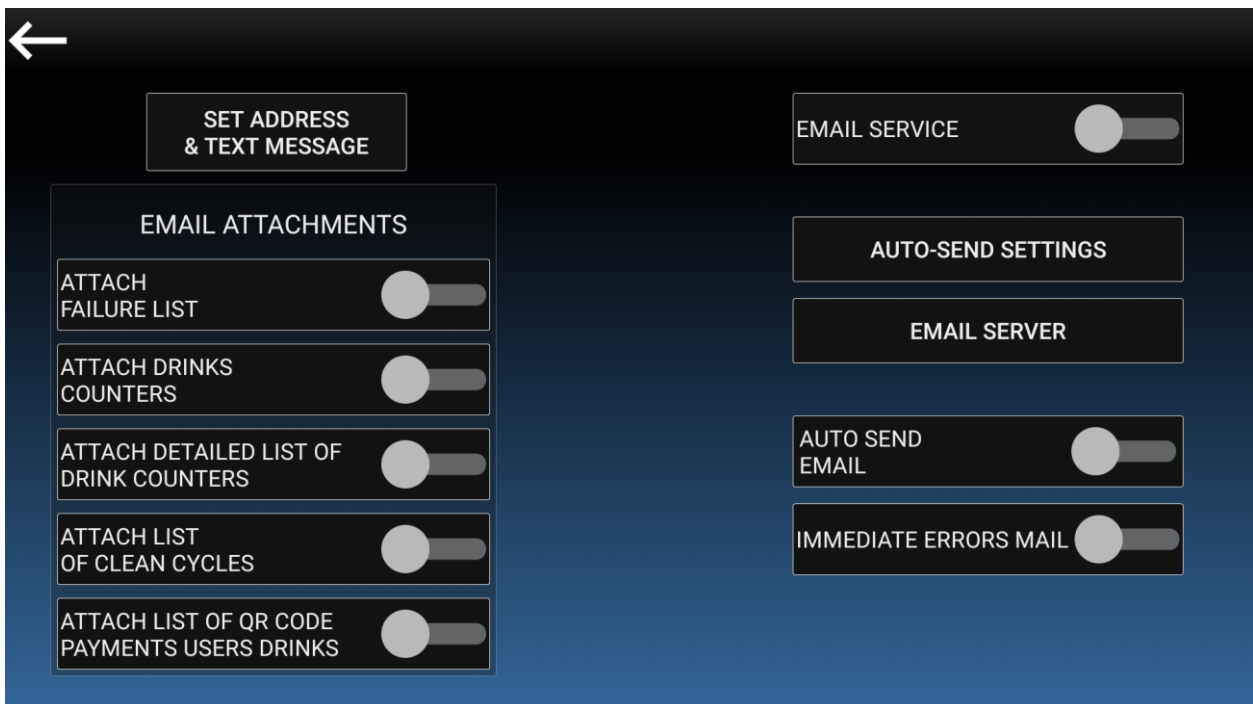 SET ADDRESS
& TEXT MESSAGE
EMAIL ATTACHMENTS
ATTACH
FAILURE LIST
ATTACH DRINKS
COUNTERS
ATTACH DETAILED LIST OF
DRINK COUNTERS
ATTACH LIST
OF CLEAN CYCLES
ATTACH LIST OF QR CODE
PAYMENTS USERS DRINKS
EMAIL SERVICE
AUTO-SEND SETTINGS
EMAIL SERVER
AUTO SEND
EMAIL
IMMEDIATE ERRORS MAIL